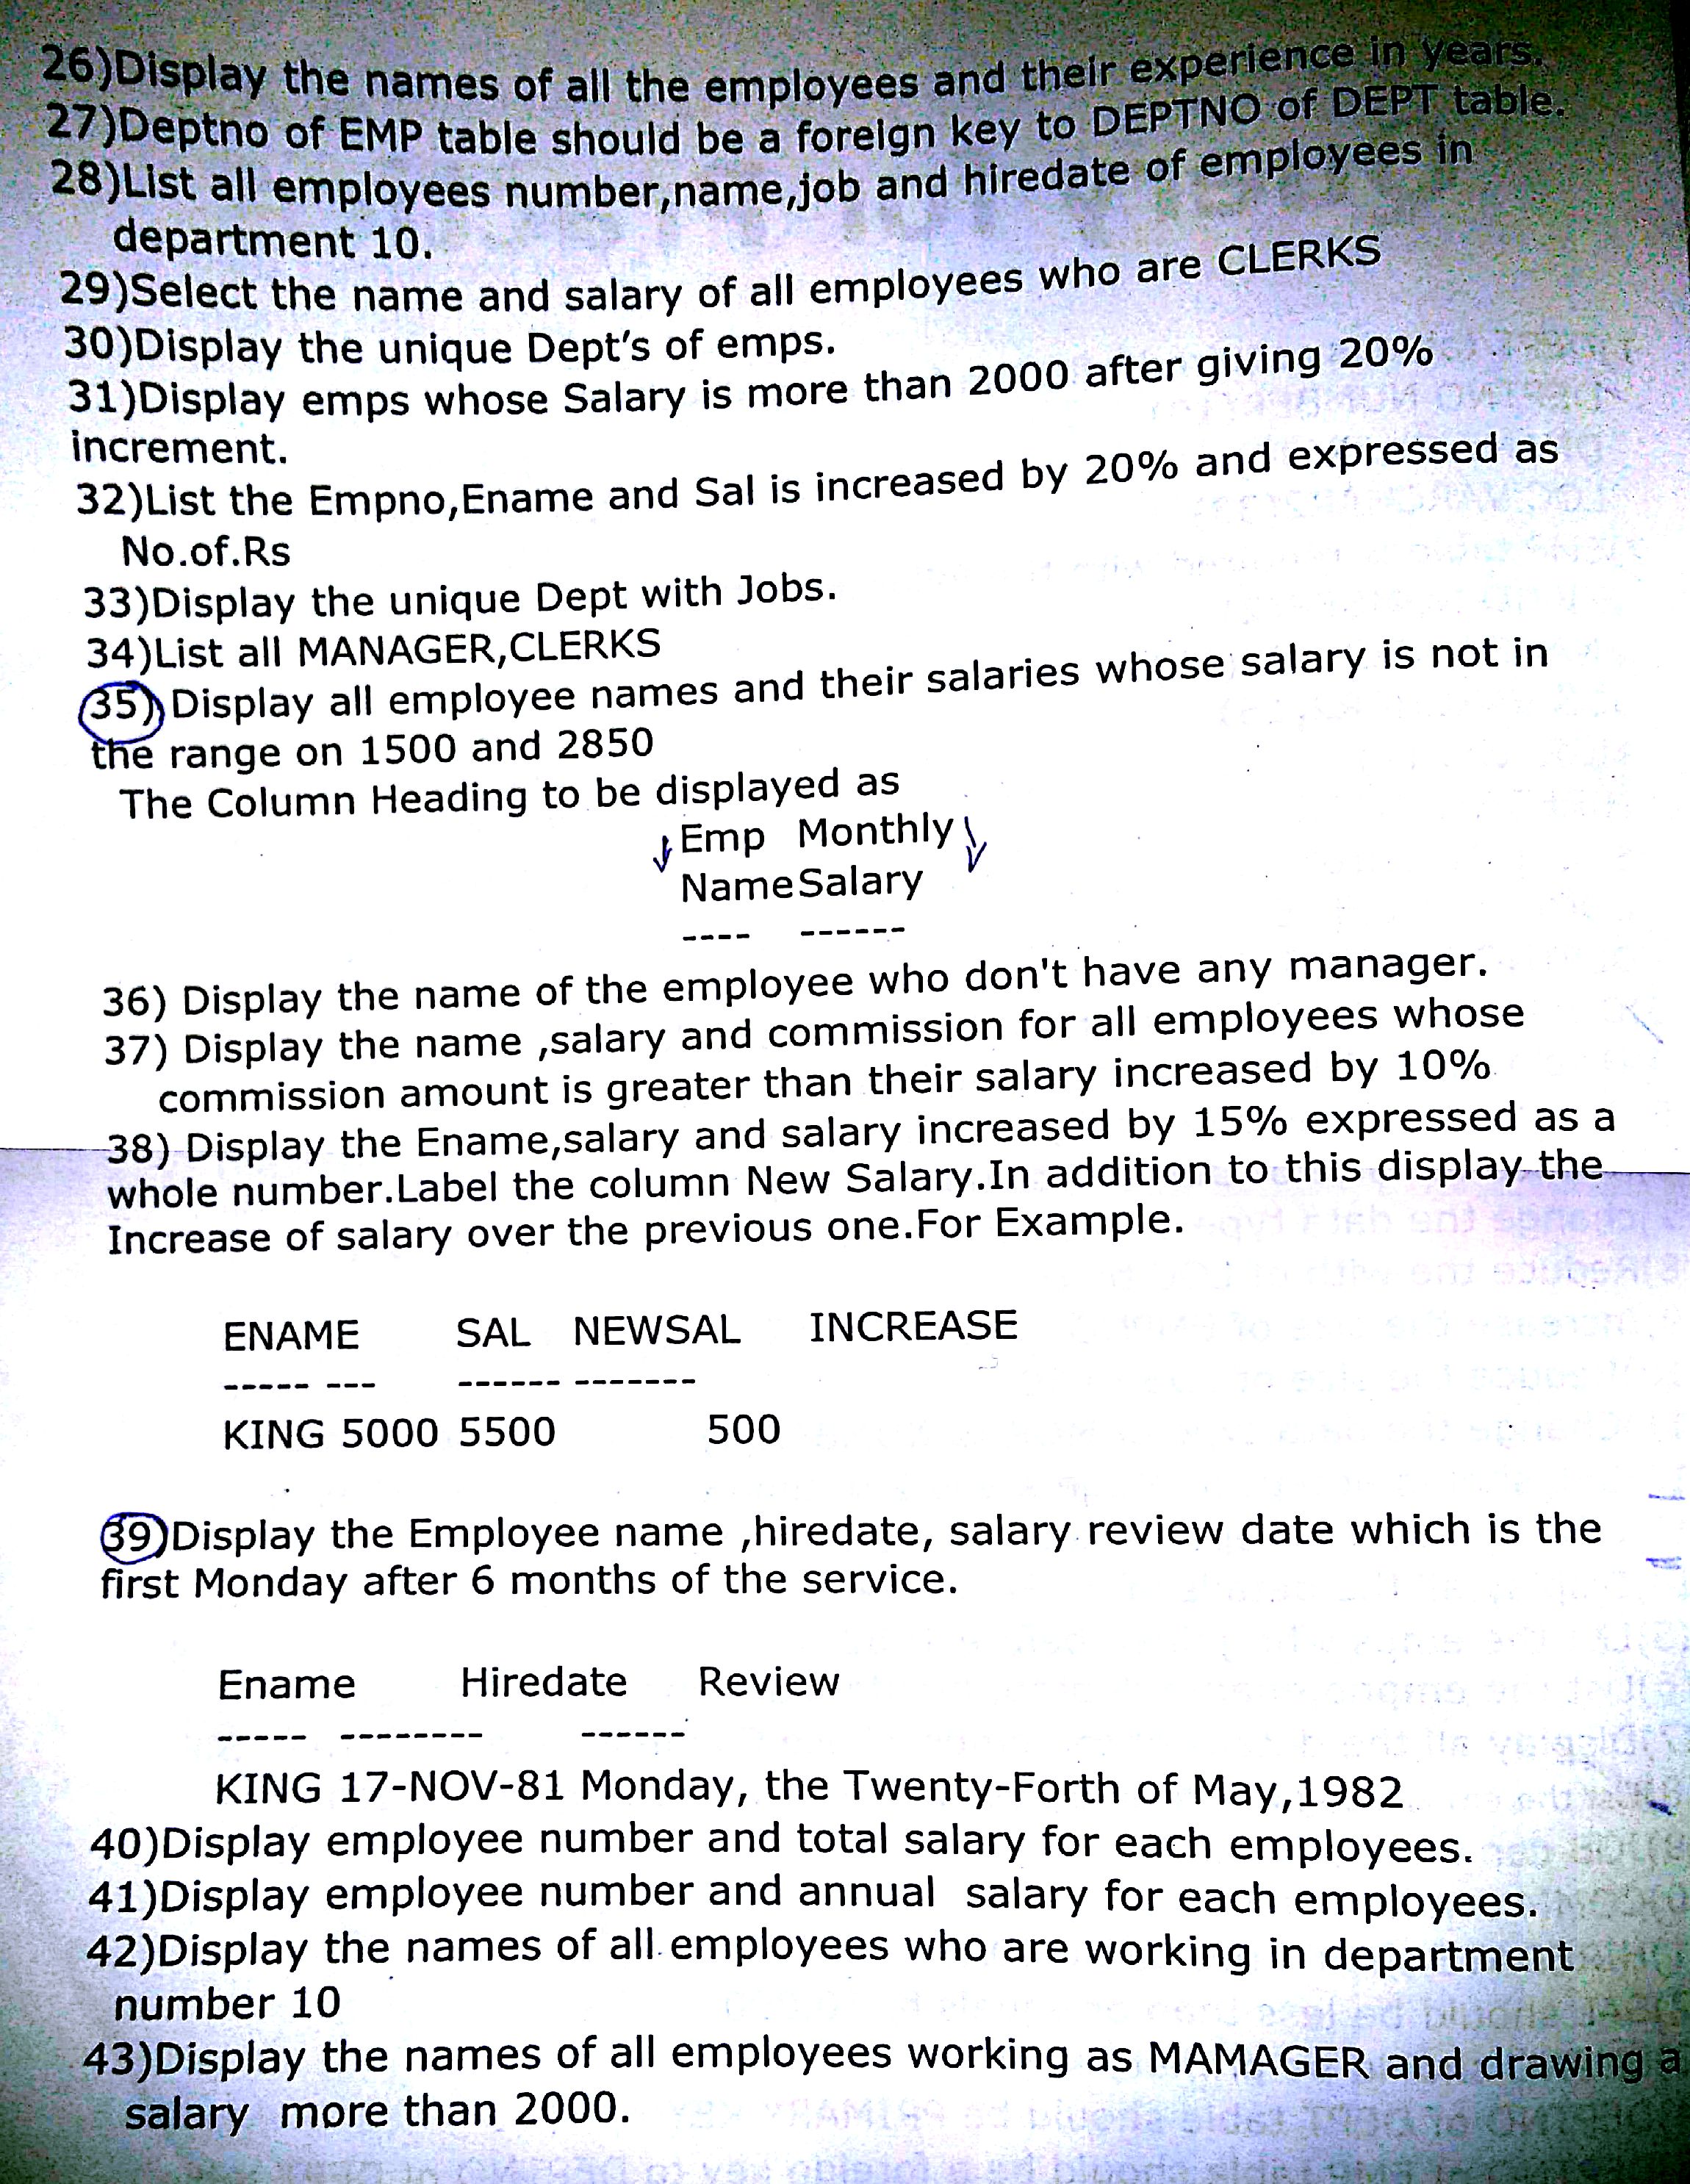 26)Display the names of all the employees and their experience in years.
27)Deptno of EMP table should be a foreign key to DEPTNO of DEPT table.
28)List all employees number,name,job and hiredate of employees in
department 10.
29)Select the name and salary of all employees who are CLERKS
30)Display the unique Dept's of emps.
31)Display emps whose Salary is more than 2000 after giving 20%
increment.
32)List the Empno,Ename and Sal is increased by 20% and expressed as
No.of.Rs
33)Display the unique Dept with Jobs.
34)List all MANAGER,CLERKS
35) Display all employee names and their salaries whose salary is not in
the range on 1500 and 2850
The Column Heading to be displayed as
Emp Monthly
Name Salary
---- ------
36) Display the name of the employee who don't have any manager.
37) Display the name ,salary and commission for all employees whose
commission amount is greater than their salary increased by 10%
38) Display the Ename,salary and salary increased by 15% expressed as a
whole number.Label the column New Salary.In addition to this display the
Increase of salary over the previous one.For Example.
ENAME SAL NEWSAL INCREASE
----- --- ------ -------
KING 5000 5500 500
39)Display the Employee name ,hiredate, salary review date which is the
first Monday after 6 months of the service.
Ename Hiredate Review
----- -------- ------
KING 17-NOV-81 Monday, the Twenty-Forth of May,1982
40)Display employee number and total salary for each employees.
41)Display employee number and annual salary for each employees.
42)Display the names of all employees who are working in department
number 10
43)Display the names of all employees working as MAMAGER and drawing a
salary more than 2000.